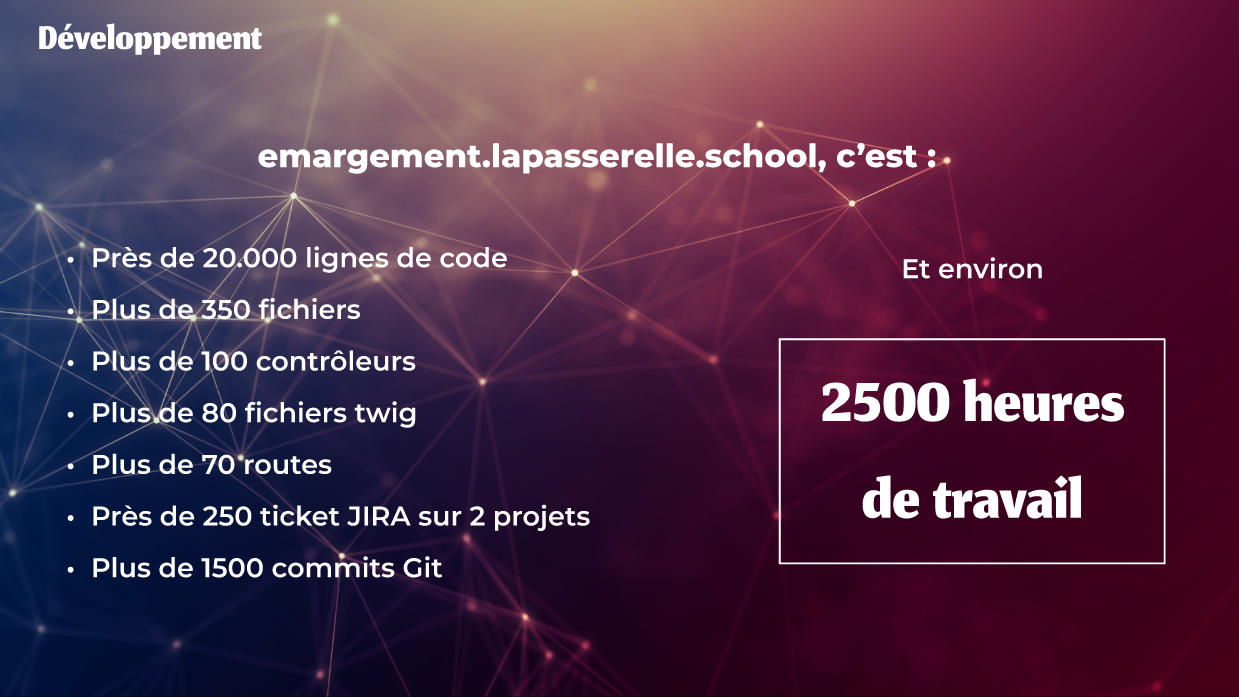 Développement
emargement.lapasserelle.school, c’est :
• Près de 20.000 lignes de code
• Plus de 350 fichiers
• Plus de 100 contrôleurs
• Plus de 80 fichiers twig
• Plus de 70 routes
• Près de 250 ticket JIRA sur 2 projets
• Plus de 1500 commits Git
Et environ
2500 heures
de travail